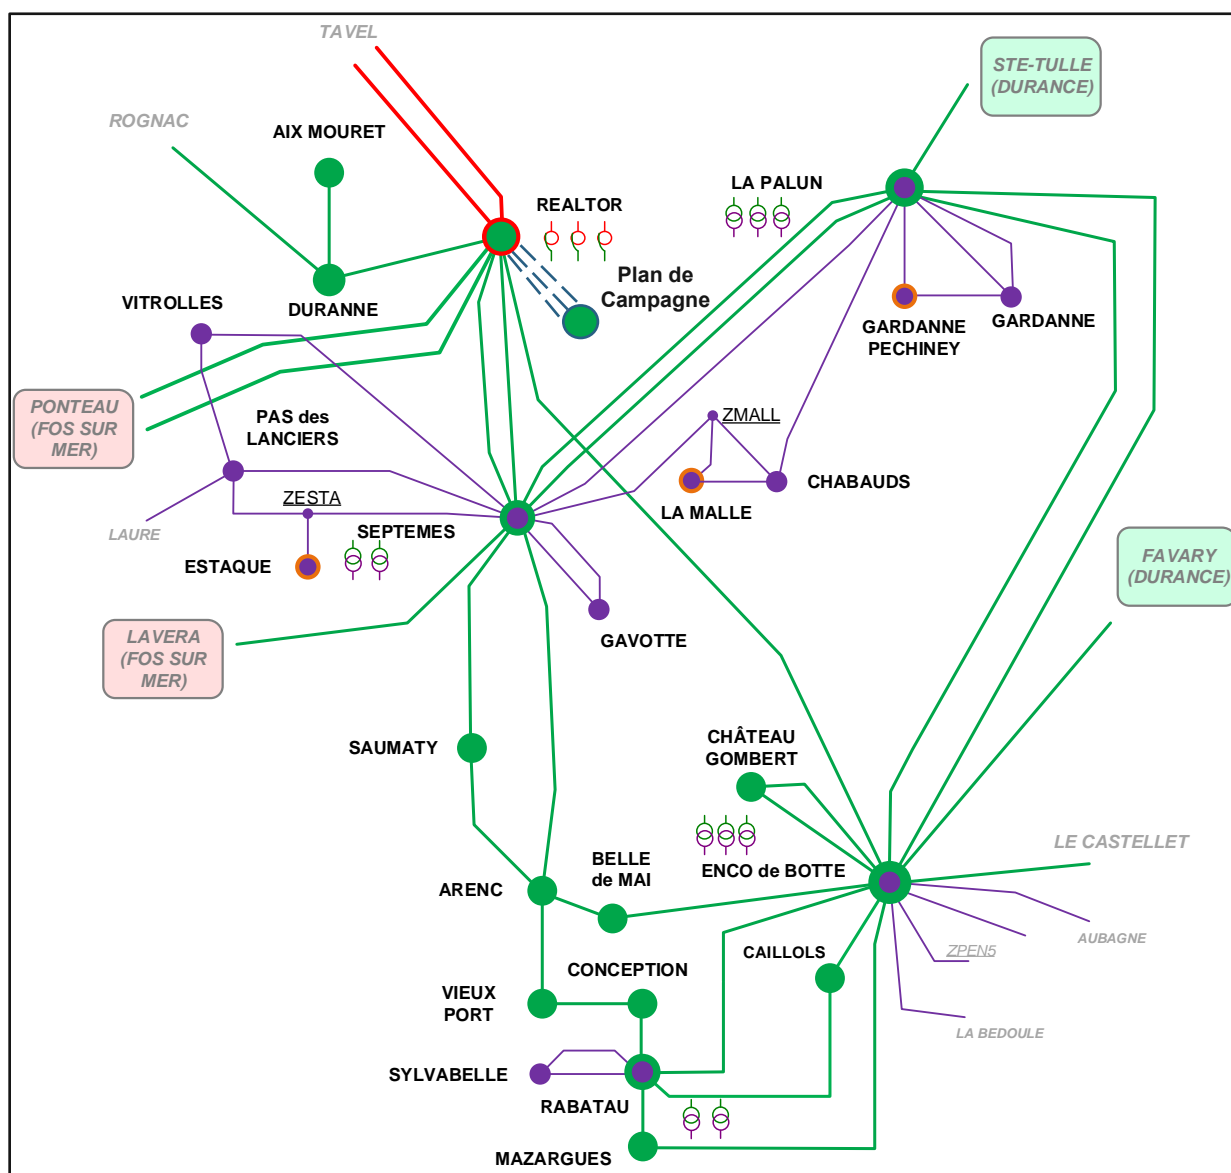 TAVEL
STE-TULLE
(DURANCE)
ROGNAC
AIX MOURET
LA PALUN
REALTOR
Plan de
Campagne
VITROLLES
DURANNE
GARDANNE
PECHINEY
GARDANNE
PONTEAU
(FOS SUR
MER)
PAS des
LANCIERS
ZMALL
CHABAUDS
LA MALLE
ZESTA
LAURE
SEPTEMES
ESTAQUE
FAVARY
(DURANCE)
GAVOTTE
LAVERA
(FOS SUR
MER)
SAUMATY
CHÂTEAU
GOMBERT
LE CASTELLET
BELLE
de MAI
ENCO de BOTTE
ARENC
AUBAGNE
CAILLOLS
ZPEN5
CONCEPTION
VIEUX
PORT
LA BEDOULE
SYLVABELLE
RABATAU
MAZARGUES